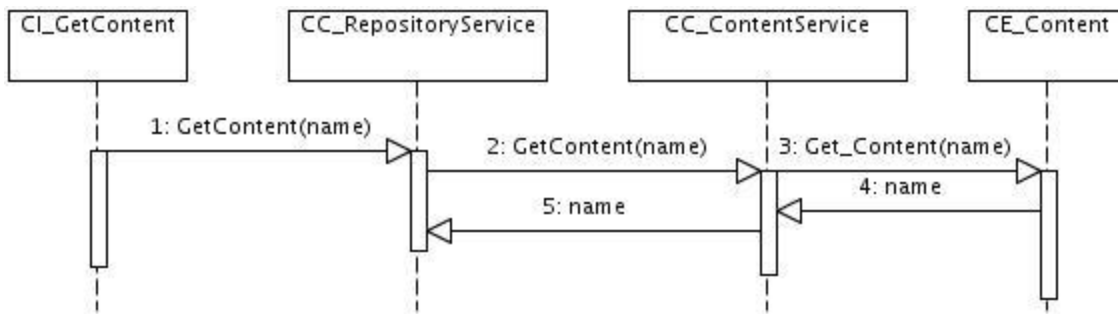 CI_GetContent
CC_RepositoryService
CC_ContentService
CE_Content
1: GetContent(name)
2: GetContent(name)
3: Get_Content(name)
4: name
5: name